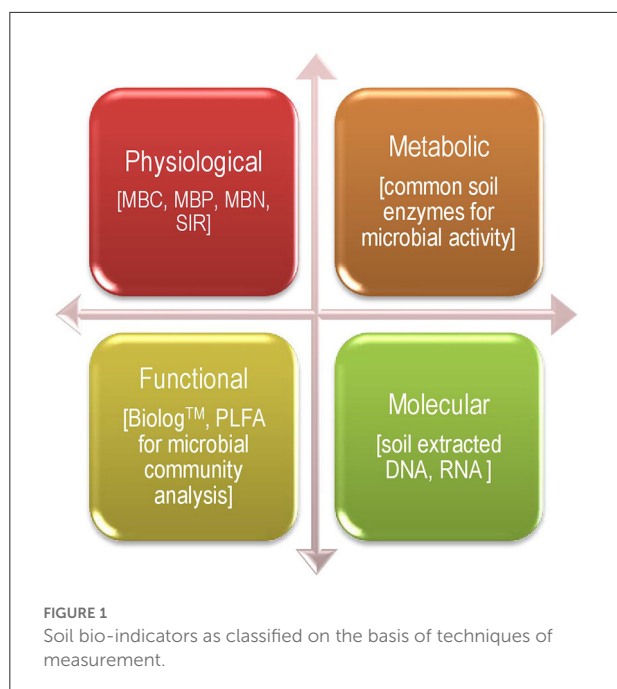 Physiological
[MBC, MBP, MBN,
SIR]
Metabolic
[common soil
enzymes for
microbial activity]
Functional
[Biolog™, PLFA
for microbial
community
analysis]
Molecular
[soil extracted
DNA, RNA ]
FIGURE 1
Soil bio-indicators as classified on the basis of techniques of
measurement.